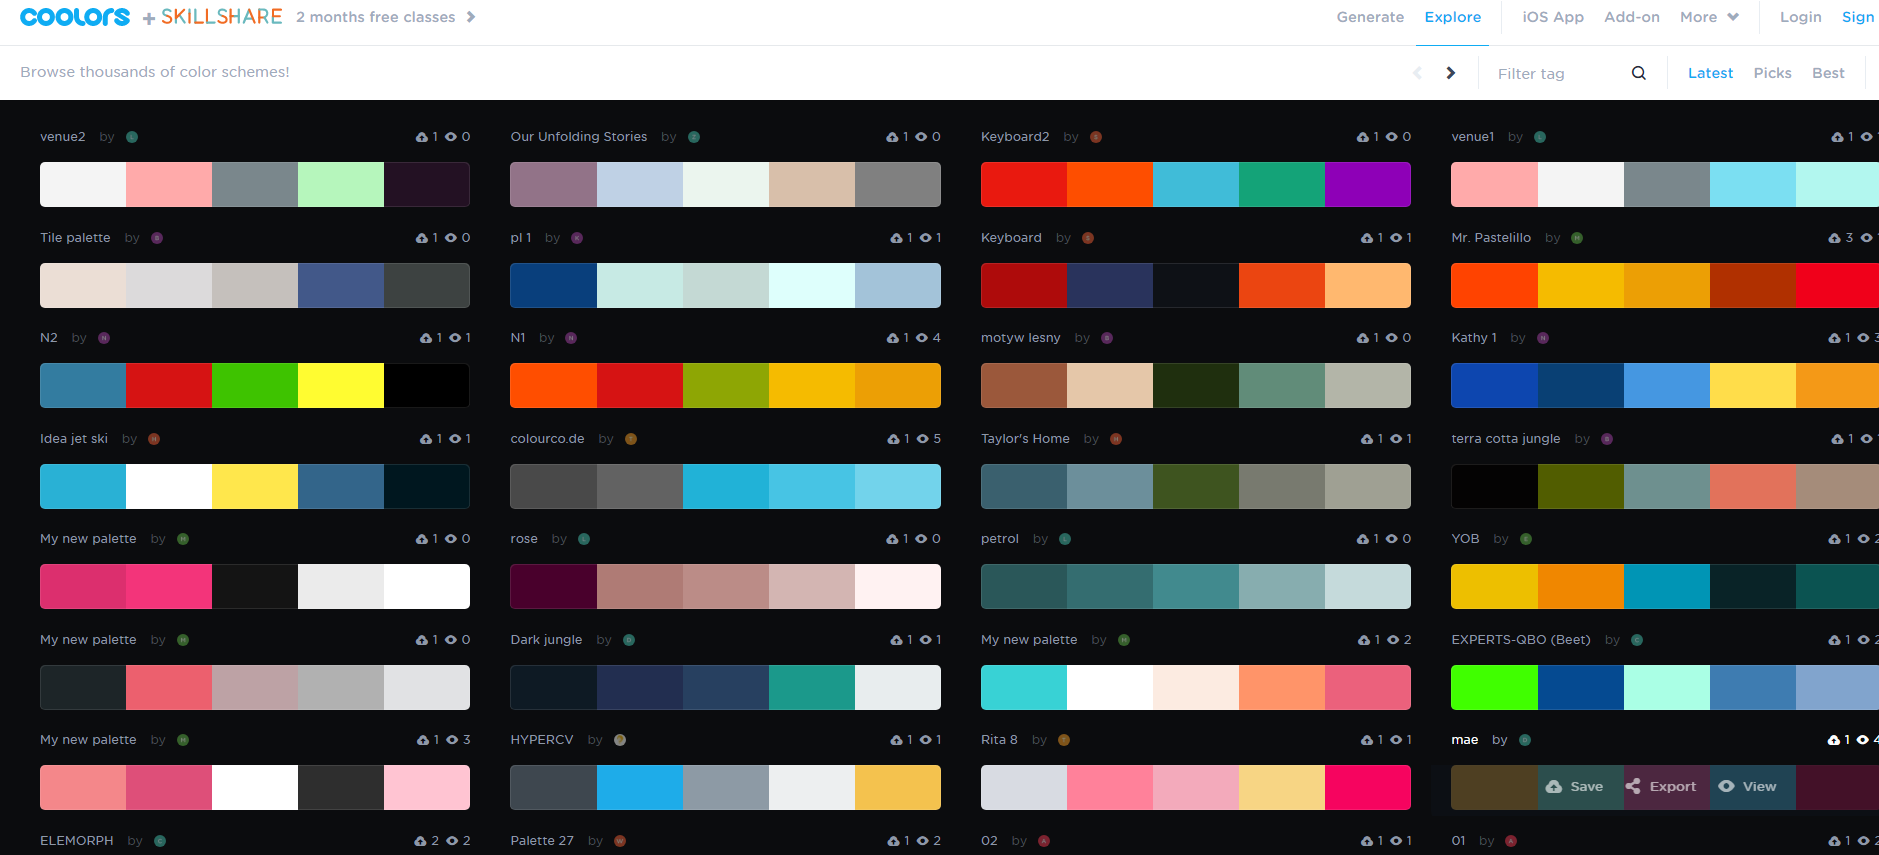 coolors + SKILLSHARE 2 months free classes
Generate Explore iOS App Add-on More Login Sign
Browse thousands of color schemes!
Filter tag Latest Picks Best
venue2 by 1 0
Our Unfolding Stories by 1 0
Keyboard2 by 1 0
venue1 by 1
Tile palette by 1 0
pl 1 by 1 1
Keyboard by 1 1
Mr. Pastelillo by 3
N2 by 1 1
N1 by 1 4
motyw lesny by 1 0
Kathy 1 by 1 3
Idea jet ski by 1 1
colourco.de by 1 5
Taylor's Home by 1 1
terra cotta jungle by 1
My new palette by 1 0
rose by 1 0
petrol by 1 0
YOB by 1 2
My new palette by 1 0
Dark jungle by 1 1
My new palette by 1 2
EXPERTS-QBO (Beet) by 1 2
My new palette by 1 3
HYPERCV by 1 1
Rita 8 by 1 1
mae by 1 4
Save Export View
ELEMORPH by 2 2
Palette 27 by 1 2
02 by 1 1
01 by 1 2